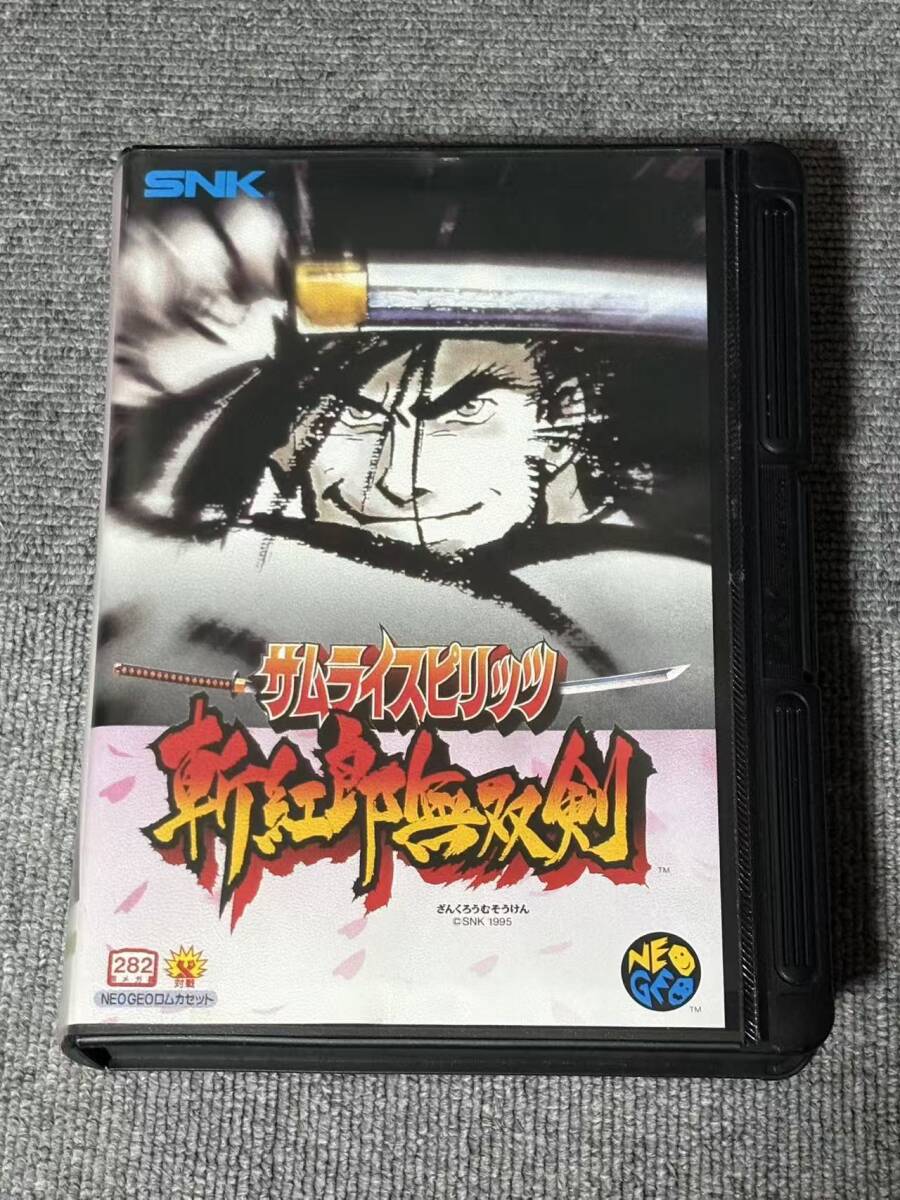 SNK
サムライスピリッツ
斬紅郎無双剣
TM
ざんくろうむそうけん
©SNK 1995
282
メガ
対戦
NEOGEOロムカセット
NEO
GEO
TM